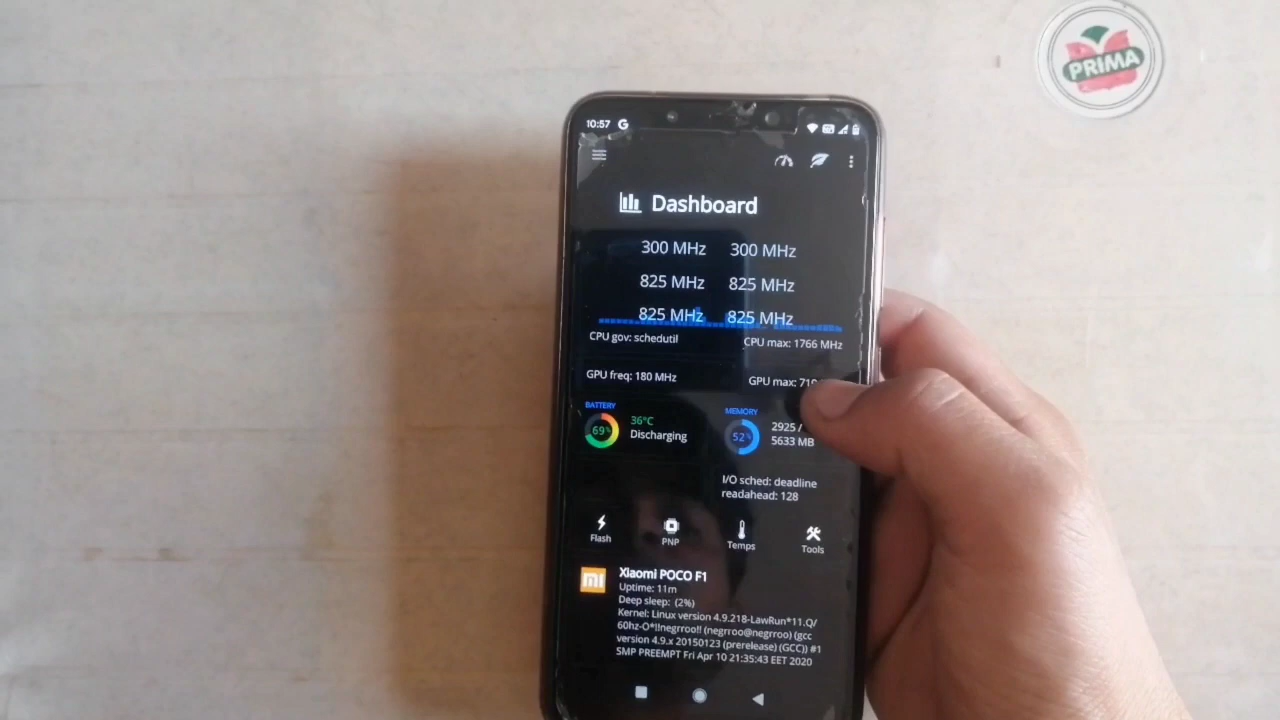 PRIMA
10:57
Dashboard
300 MHz 300 MHz
825 MHz 825 MHz
825 MHz 825 MHz
CPU gov: schedutil CPU max: 1766 MHz
GPU freq: 180 MHz GPU max:
BATTERY MEMORY
69% 36°C 52% 2925 /
Discharging 5633 MB
I/O sched: deadline
readahead: 128
Flash PNP Temps Tools
mi Xiaomi POCO F1
Uptime: 11m
Deep sleep: (2%)
Kernel: Linux version 4.9.218-LawRun*11.Q/
60hz-O*!!negrroo!! (negrroo@negrroo) (gcc
version 4.9.x 20150123 (prerelease) (GCC)) #1
SMP PREEMPT Fri Apr 10 21:35:43 EET 2020